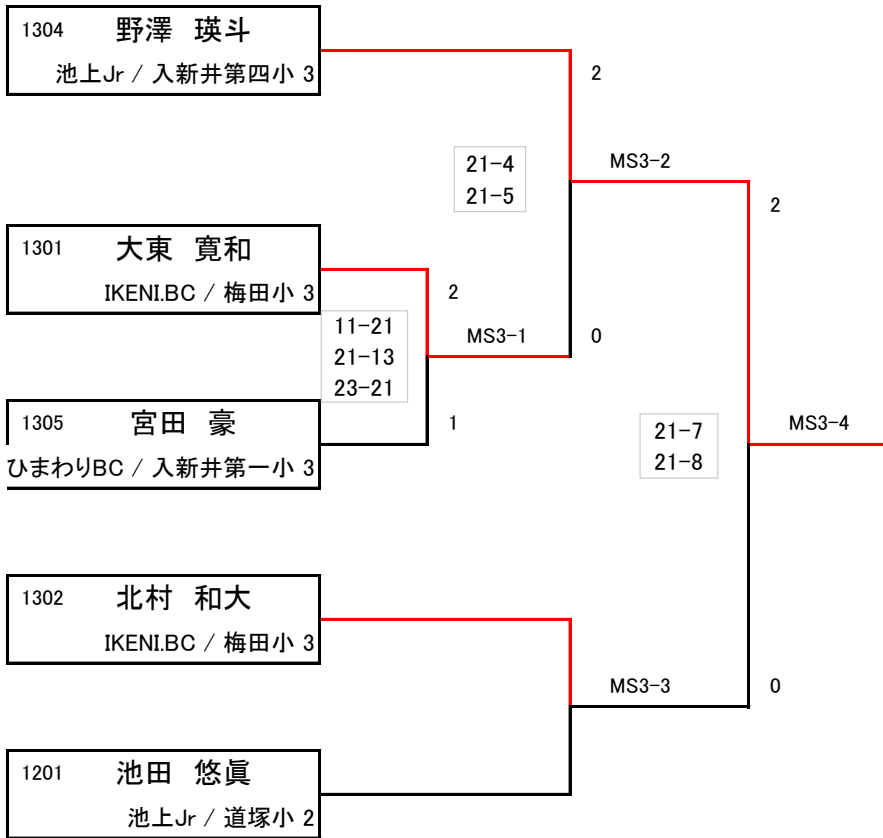 1304 野澤 瑛斗
池上Jr / 入新井第四小 3
2
21-4
21-5
MS3-2
2
1301 大東 寛和
IKENI.BC / 梅田小 3
2
11-21
21-13
23-21
MS3-1
0
1305 宮田 豪
ひまわりBC / 入新井第一小 3
1
21-7
21-8
MS3-4
1302 北村 和大
IKENI.BC / 梅田小 3
MS3-3
0
1201 池田 悠眞
池上Jr / 道塚小 2